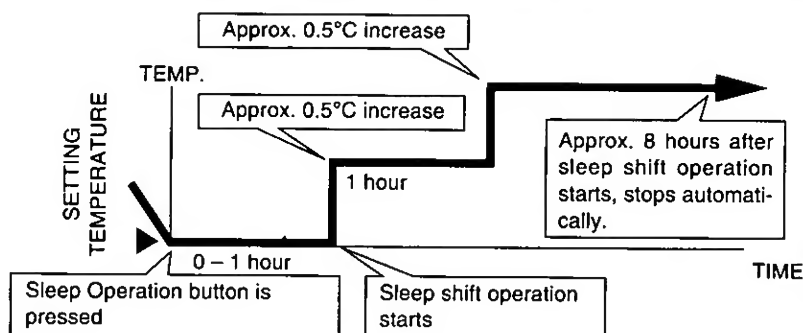 Approx. 0.5°C increase
TEMP.
Approx. 0.5°C increase
SETTING
TEMPERATURE
1 hour
Approx. 8 hours after
sleep shift operation
starts, stops automati-
cally.
0 – 1 hour
TIME
Sleep Operation button is
pressed
Sleep shift operation
starts